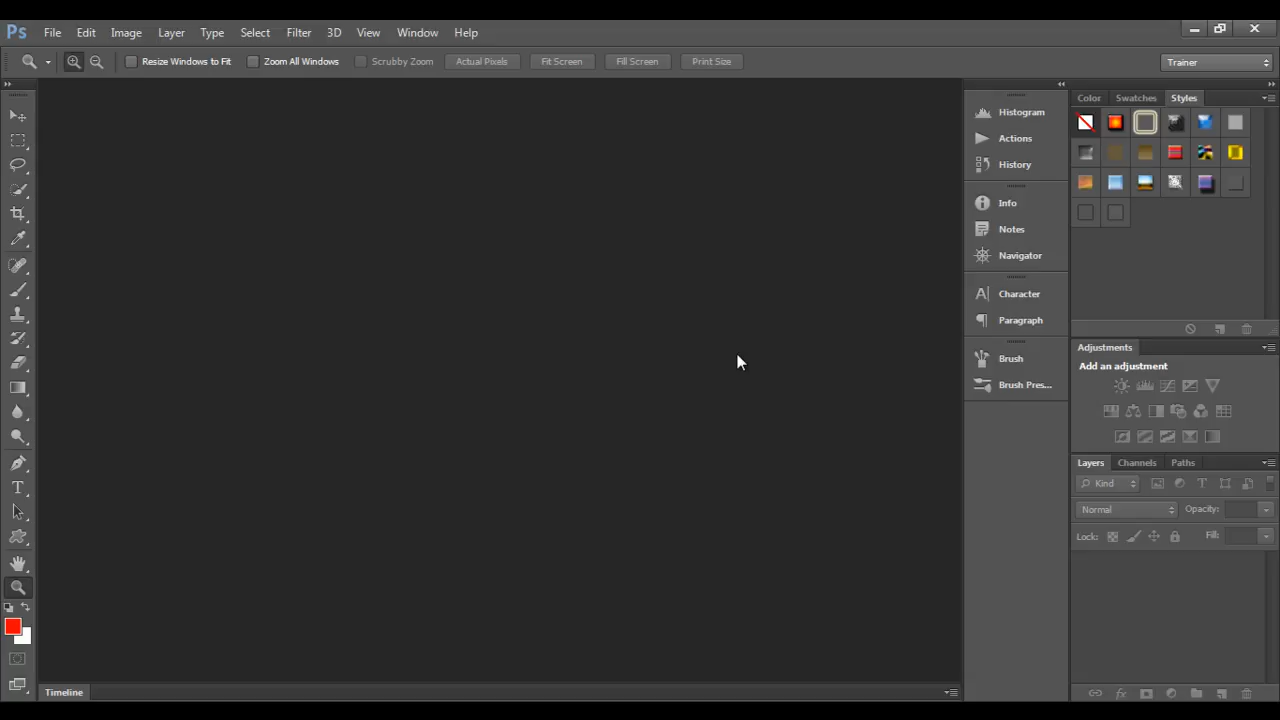 Ps File Edit Image Layer Type Select Filter 3D View Window Help
Resize Windows to Fit Zoom All Windows Scrubby Zoom Actual Pixels Fit Screen Fill Screen Print Size Trainer
Color Swatches Styles
Histogram
Actions
History
Info
Notes
Navigator
Character
Paragraph
Brush
Brush Pres...
Adjustments
Add an adjustment
Layers Channels Paths
Kind
Normal Opacity:
Lock: Fill:
Timeline